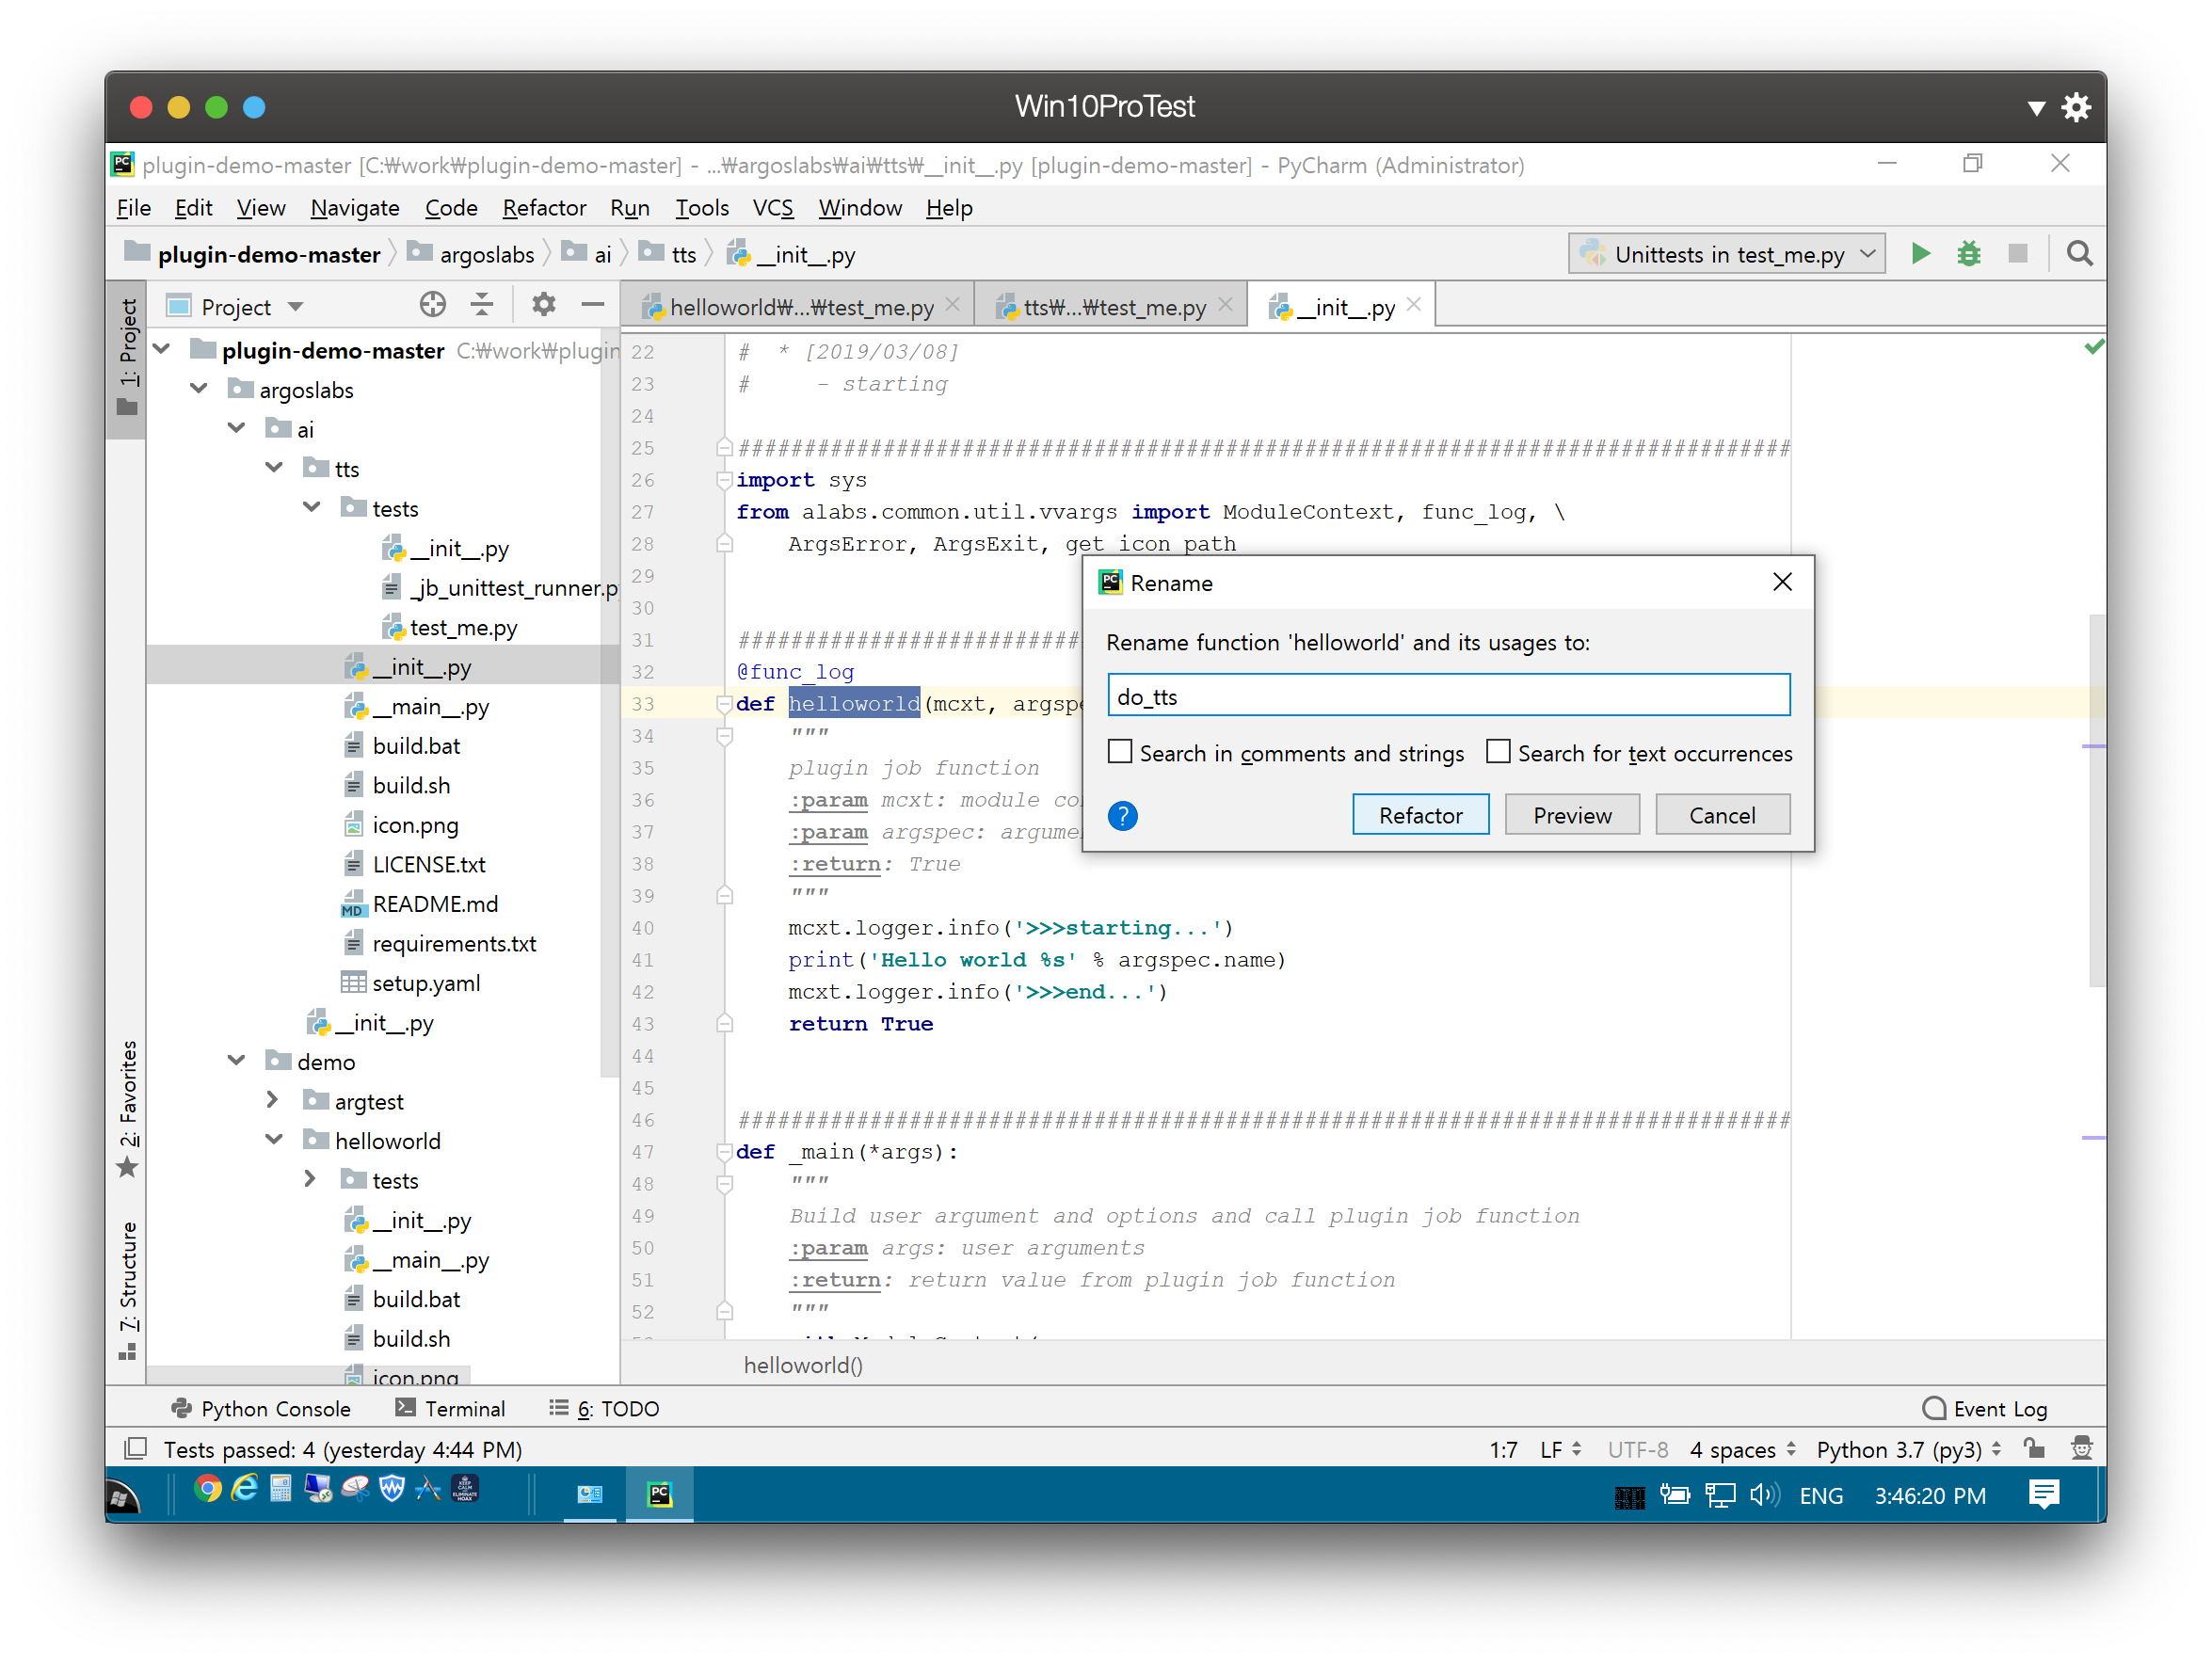 Win10ProTest
plugin-demo-master [C:₩work₩plugin-demo-master] - ...₩argoslabs₩ai₩tts₩__init__.py [plugin-demo-master] - PyCharm (Administrator)
File Edit View Navigate Code Refactor Run Tools VCS Window Help
plugin-demo-master argoslabs ai tts __init__.py Unittests in test_me.py
1: Project
2: Favorites
7: Structure
Project
plugin-demo-master C:₩work₩plugin
argoslabs
ai
tts
tests
__init__.py
_jb_unittest_runner.p
test_me.py
__init__.py
__main__.py
build.bat
build.sh
icon.png
LICENSE.txt
MD README.md
requirements.txt
setup.yaml
__init__.py
demo
argtest
helloworld
tests
__init__.py
__main__.py
build.bat
build.sh
icon.png
helloworld₩...₩test_me.py tts₩...₩test_me.py __init__.py
22 #  * [2019/03/08]
23 #     - starting
24
25 ################################################################################
26 import sys
27 from alabs.common.util.vvargs import ModuleContext, func_log, \
28     ArgsError, ArgsExit, get_icon_path
29
30
31 ##########################
32 @func_log
33 def helloworld(mcxt, argspe
34     """
35     plugin job function
36     :param mcxt: module co
37     :param argspec: argume
38     :return: True
39     """
40     mcxt.logger.info('>>>starting...')
41     print('Hello world %s' % argspec.name)
42     mcxt.logger.info('>>>end...')
43     return True
44
45
46 ################################################################################
47 def _main(*args):
48     """
49     Build user argument and options and call plugin job function
50     :param args: user arguments
51     :return: return value from plugin job function
52     """
helloworld()
PC Rename
Rename function 'helloworld' and its usages to:
do_tts
Search in comments and strings Search for text occurrences
? Refactor Preview Cancel
Python Console Terminal 6: TODO Event Log
Tests passed: 4 (yesterday 4:44 PM) 1:7 LF UTF-8 4 spaces Python 3.7 (py3)
PC ENG 3:46:20 PM